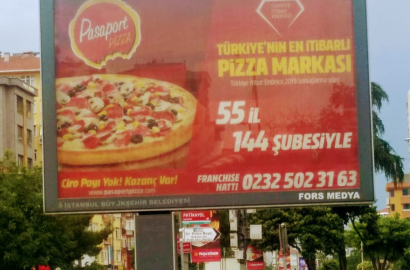 Pasaport
PIZZA
TÜRKİYE'NİN EN İTİBARLI
PİZZA MARKASI
55 İL
144 ŞUBESİYLE
Ciro Payı Yok! Kazanç Var!
www.pasaportpizza.com
FRANCHISE
HATTI 0232 502 31 63
FORS MEDYA
İSTANBUL BÜYÜKŞEHİR BELEDİYESİ